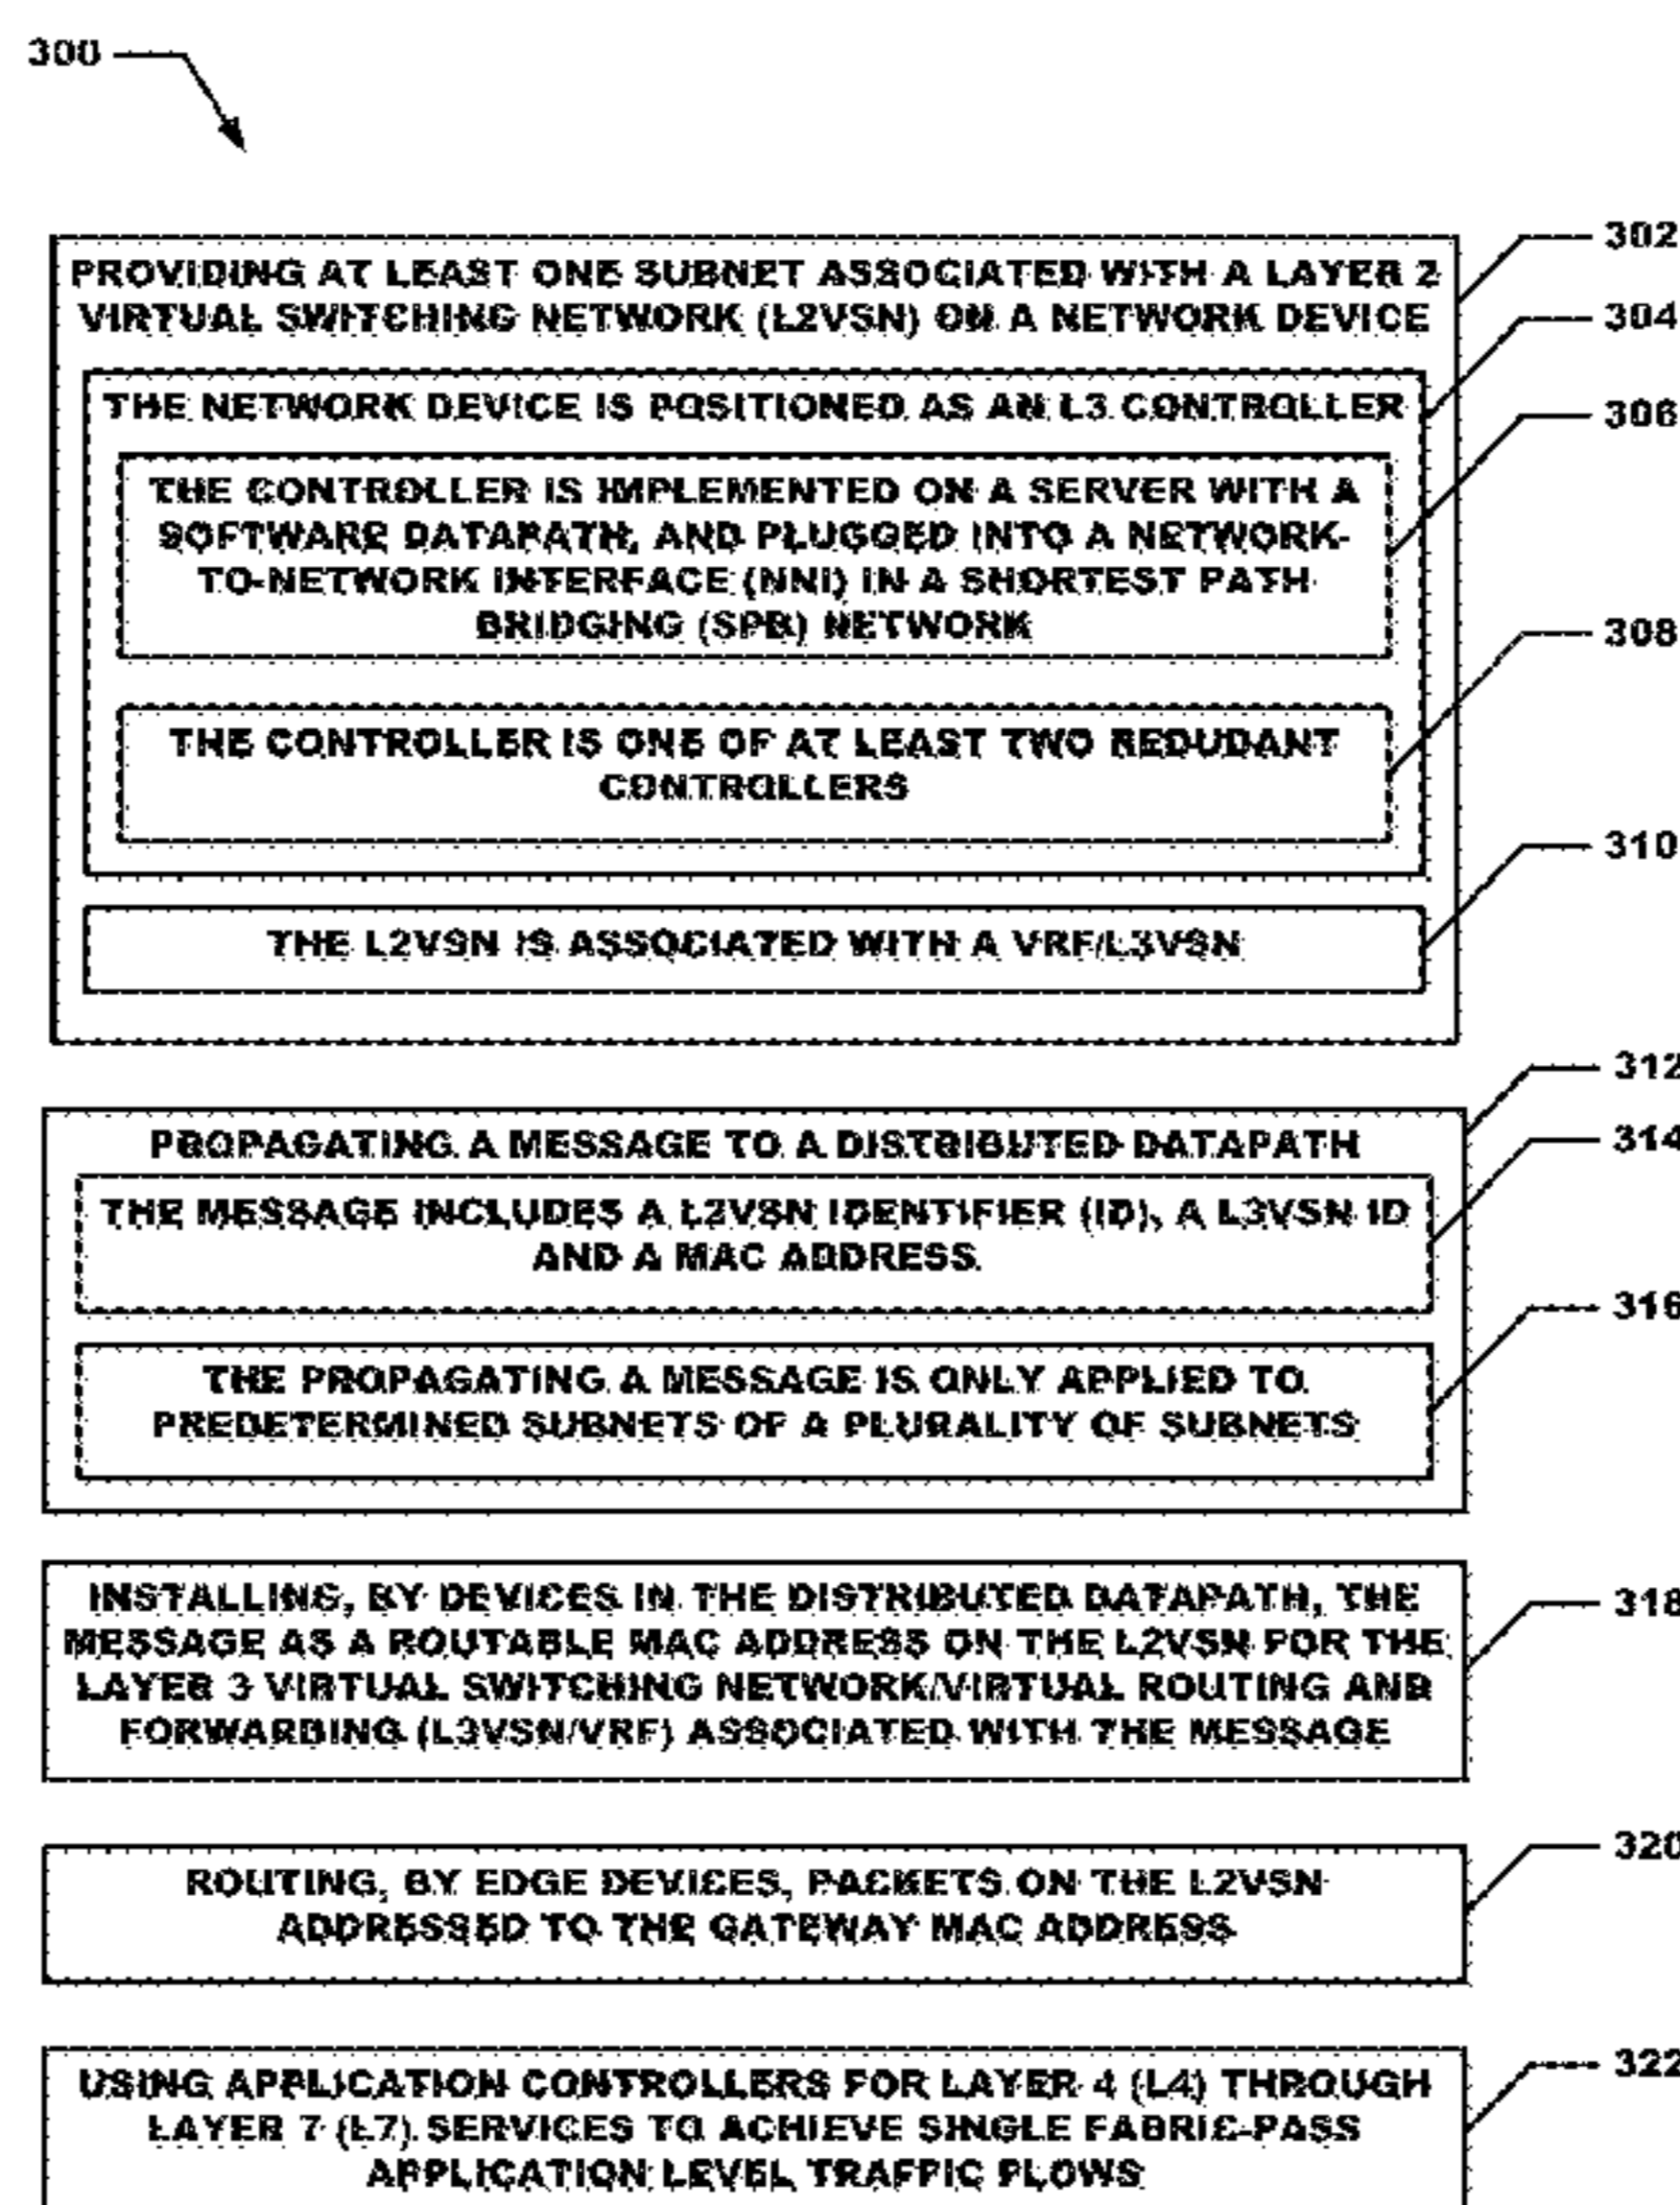 300
302
PROVIDING AT LEAST ONE SUBNET ASSOCIATED WITH A LAYER 2
VIRTUAL SWITCHING NETWORK (L2VSN) ON A NETWORK DEVICE
304
THE NETWORK DEVICE IS POSITIONED AS AN L3 CONTROLLER
306
THE CONTROLLER IS IMPLEMENTED ON A SERVER WITH A
SOFTWARE DATAPATH, AND PLUGGED INTO A NETWORK-
TO-NETWORK INTERFACE (NNI) IN A SHORTEST PATH
BRIDGING (SPB) NETWORK
308
THE CONTROLLER IS ONE OF AT LEAST TWO REDUDANT
CONTROLLERS
310
THE L2VSN IS ASSOCIATED WITH A VRF/L3VSN
312
PROPAGATING A MESSAGE TO A DISTRIBUTED DATAPATH
314
THE MESSAGE INCLUDES A L2VSN IDENTIFIER (ID), A L3VSN ID
AND A MAC ADDRESS
316
THE PROPAGATING A MESSAGE IS ONLY APPLIED TO
PREDETERMINED SUBNETS OF A PLURALITY OF SUBNETS
318
INSTALLING, BY DEVICES IN THE DISTRIBUTED DATAPATH, THE
MESSAGE AS A ROUTABLE MAC ADDRESS ON THE L2VSN FOR THE
LAYER 3 VIRTUAL SWITCHING NETWORK/VIRTUAL ROUTING AND
FORWARDING (L3VSN/VRF) ASSOCIATED WITH THE MESSAGE
320
ROUTING, BY EDGE DEVICES, PACKETS ON THE L2VSN
ADDRESSED TO THE GATEWAY MAC ADDRESS
322
USING APPLICATION CONTROLLERS FOR LAYER 4 (L4) THROUGH
LAYER 7 (L7) SERVICES TO ACHIEVE SINGLE FABRIC-PASS
APPLICATION LEVEL TRAFFIC FLOWS